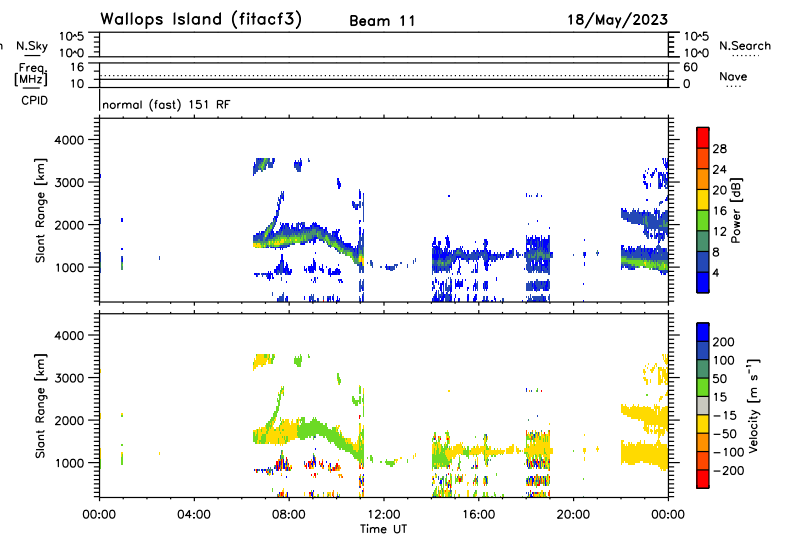 Wallops Island (fitacf3) Beam 11 18/May/2023
n N.Sky 10^5 10^5 N.Search
10^0 10^0
Freq. 16 60 Nave
[MHz] 10 0
CPID normal (fast) 151 RF
Slant Range [km]
4000
3000
2000
1000
28
24
20
16
12
8
4
Power [dB]
Slant Range [km]
4000
3000
2000
1000
200
100
50
15
-15
-50
-100
-200
Velocity [m s⁻¹]
00:00 04:00 08:00 12:00 16:00 20:00 00:00
Time UT